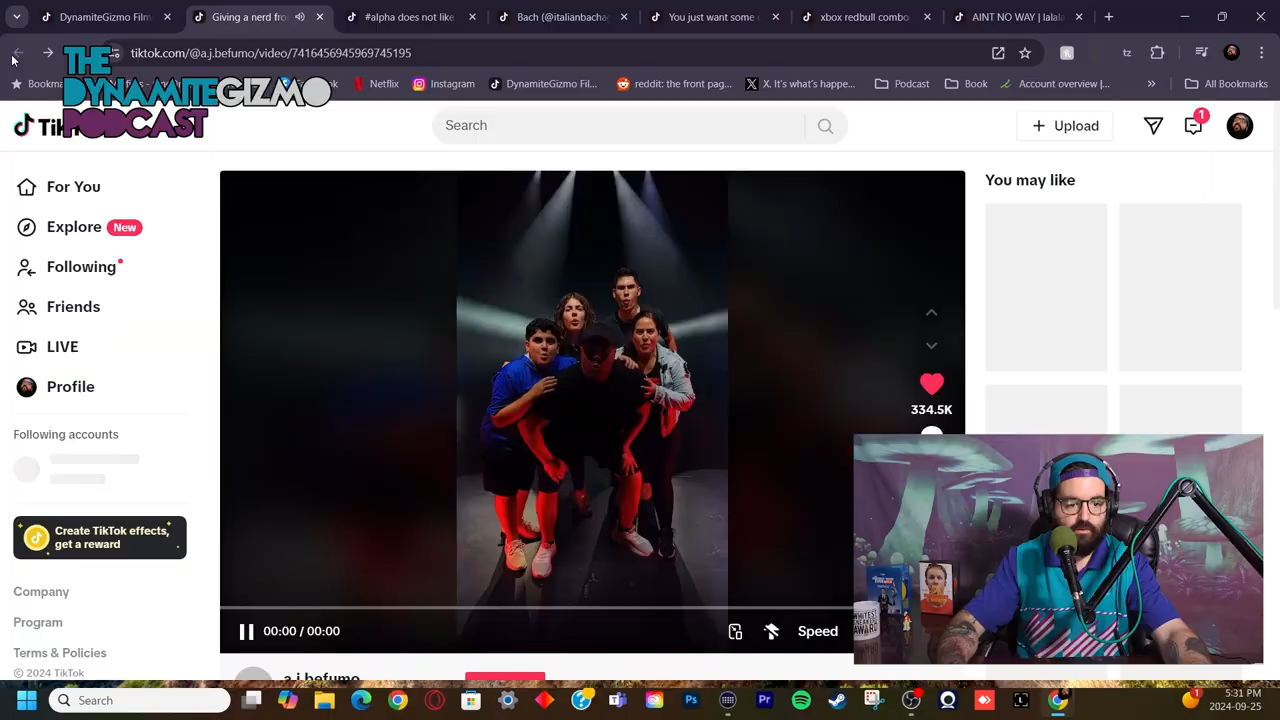 DynamiteGizmo Film
Giving a nerd fro
#alpha does not like
Bach (@italianbacha
You just want some c
xbox redbull combo
AINT NO WAY | lalala
tiktok.com/@a.j.befumo/video/7416456945969745195
Bookm
Netflix
Instagram
DynamiteGizmo Fil...
reddit: the front pag...
X. It's what's happe...
Podcast
Book
Account overview |...
All Bookmarks
THE
DYNAMITEGIZMO
PODCAST
Search
Upload
1
For You
Explore New
Following
Friends
LIVE
Profile
Following accounts
Create TikTok effects,
get a reward
Company
Program
Terms & Policies
© 2024 TikTok
You may like
334.5K
00:00 / 00:00
Speed
a.j.befumo
Search
5:31 PM
2024-09-25